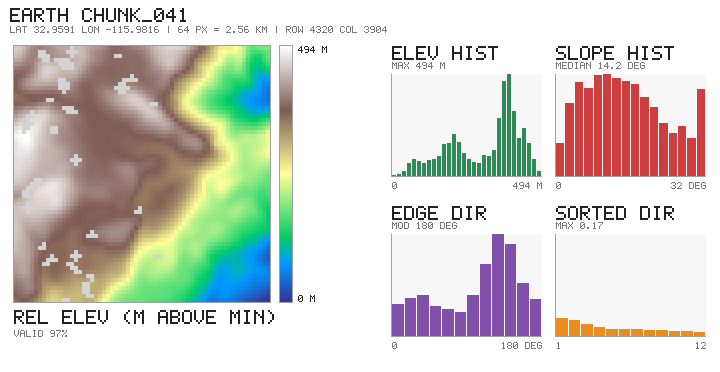 EARTH CHUNK_041
LAT 32.9591 LON -115.9816 | 64 PX = 2.56 KM | ROW 4320 COL 3904
494 M
0 M
REL ELEV (M ABOVE MIN)
VALID 97%
ELEV HIST
MAX 494 M
0 494 M
SLOPE HIST
MEDIAN 14.2 DEG
0 32 DEG
EDGE DIR
MOD 180 DEG
0 180 DEG
SORTED DIR
MAX 0.17
1 12